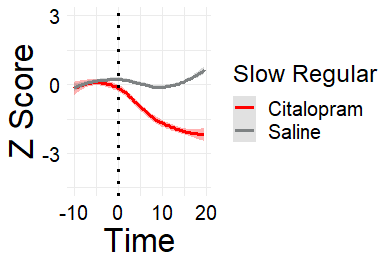 3
0
-3
Z Score
-10 0 10 20
Time
Slow Regular
Citalopram
Saline